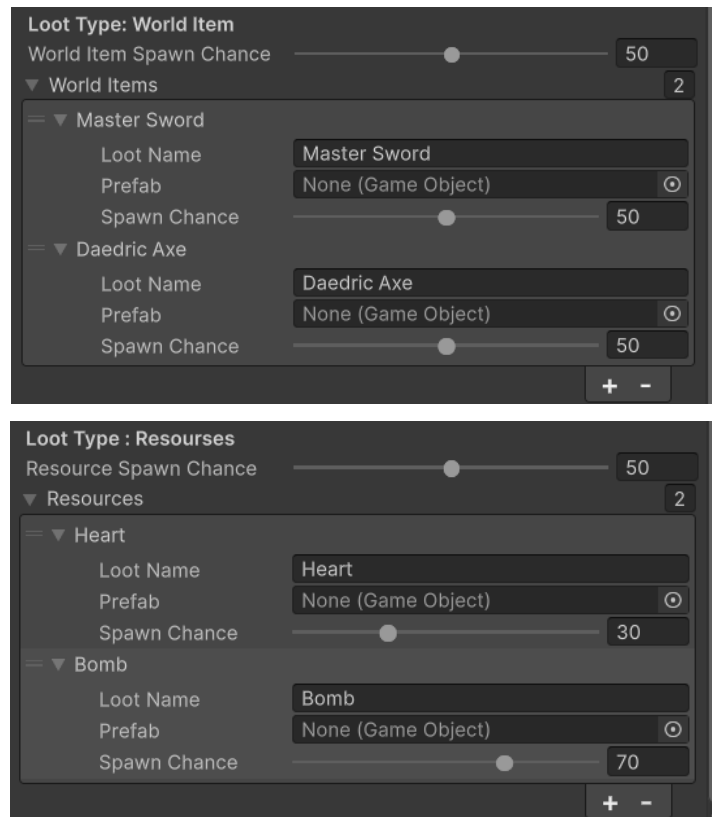 Loot Type: World Item
World Item Spawn Chance 50
World Items 2
Master Sword
Loot Name Master Sword
Prefab None (Game Object)
Spawn Chance 50
Daedric Axe
Loot Name Daedric Axe
Prefab None (Game Object)
Spawn Chance 50
+ -
Loot Type : Resourses
Resource Spawn Chance 50
Resources 2
Heart
Loot Name Heart
Prefab None (Game Object)
Spawn Chance 30
Bomb
Loot Name Bomb
Prefab None (Game Object)
Spawn Chance 70
+ -